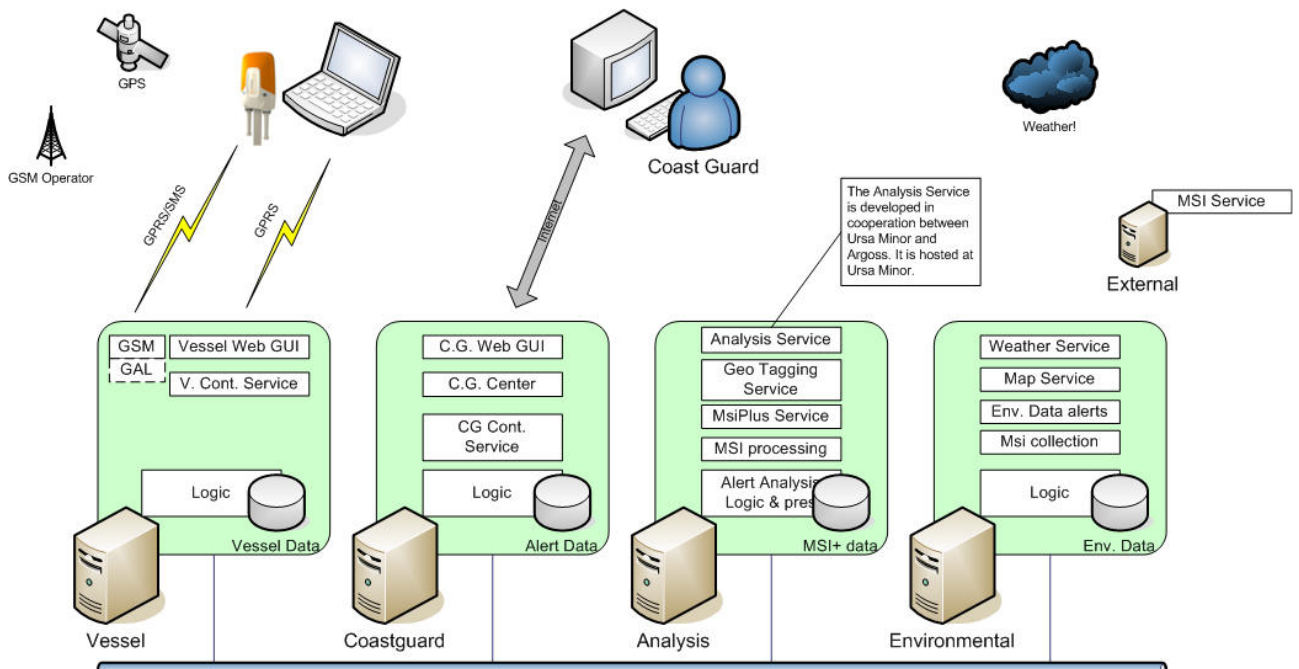 GPS
GSM Operator
GPRS/SMS
GPRS
Internet
Coast Guard
Weather!
The Analysis Service
is developed in
cooperation between
Ursa Minor and
Argoss. It is hosted at
Ursa Minor.
MSI Service
External
GSM
GAL
Vessel Web GUI
V. Cont. Service
Logic
Vessel Data
Vessel
C.G. Web GUI
C.G. Center
CG Cont.
Service
Logic
Alert Data
Coastguard
Analysis Service
Geo Tagging
Service
MsiPlus Service
MSI processing
Alert Analysis
Logic & pres
MSI+ data
Analysis
Weather Service
Map Service
Env. Data alerts
Msi collection
Logic
Env. Data
Environmental